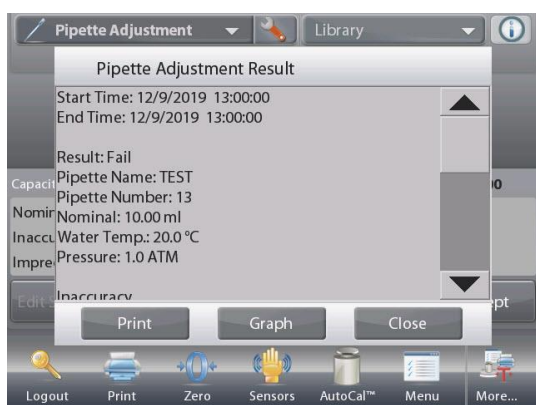 Pipette Adjustment
Library
Pipette Adjustment Result
Start Time: 12/9/2019 13:00:00
End Time: 12/9/2019 13:00:00
Result: Fail
Pipette Name: TEST
Pipette Number: 13
Nominal: 10.00 ml
Water Temp.: 20.0 °C
Pressure: 1.0 ATM
Inaccuracy
Print Graph Close
Logout Print Zero Sensors AutoCal™ Menu More...